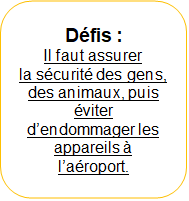 Défis :
Il faut assurer
la sécurité des gens,
des animaux, puis
éviter
d'endommager les
appareils à
l'aéroport.